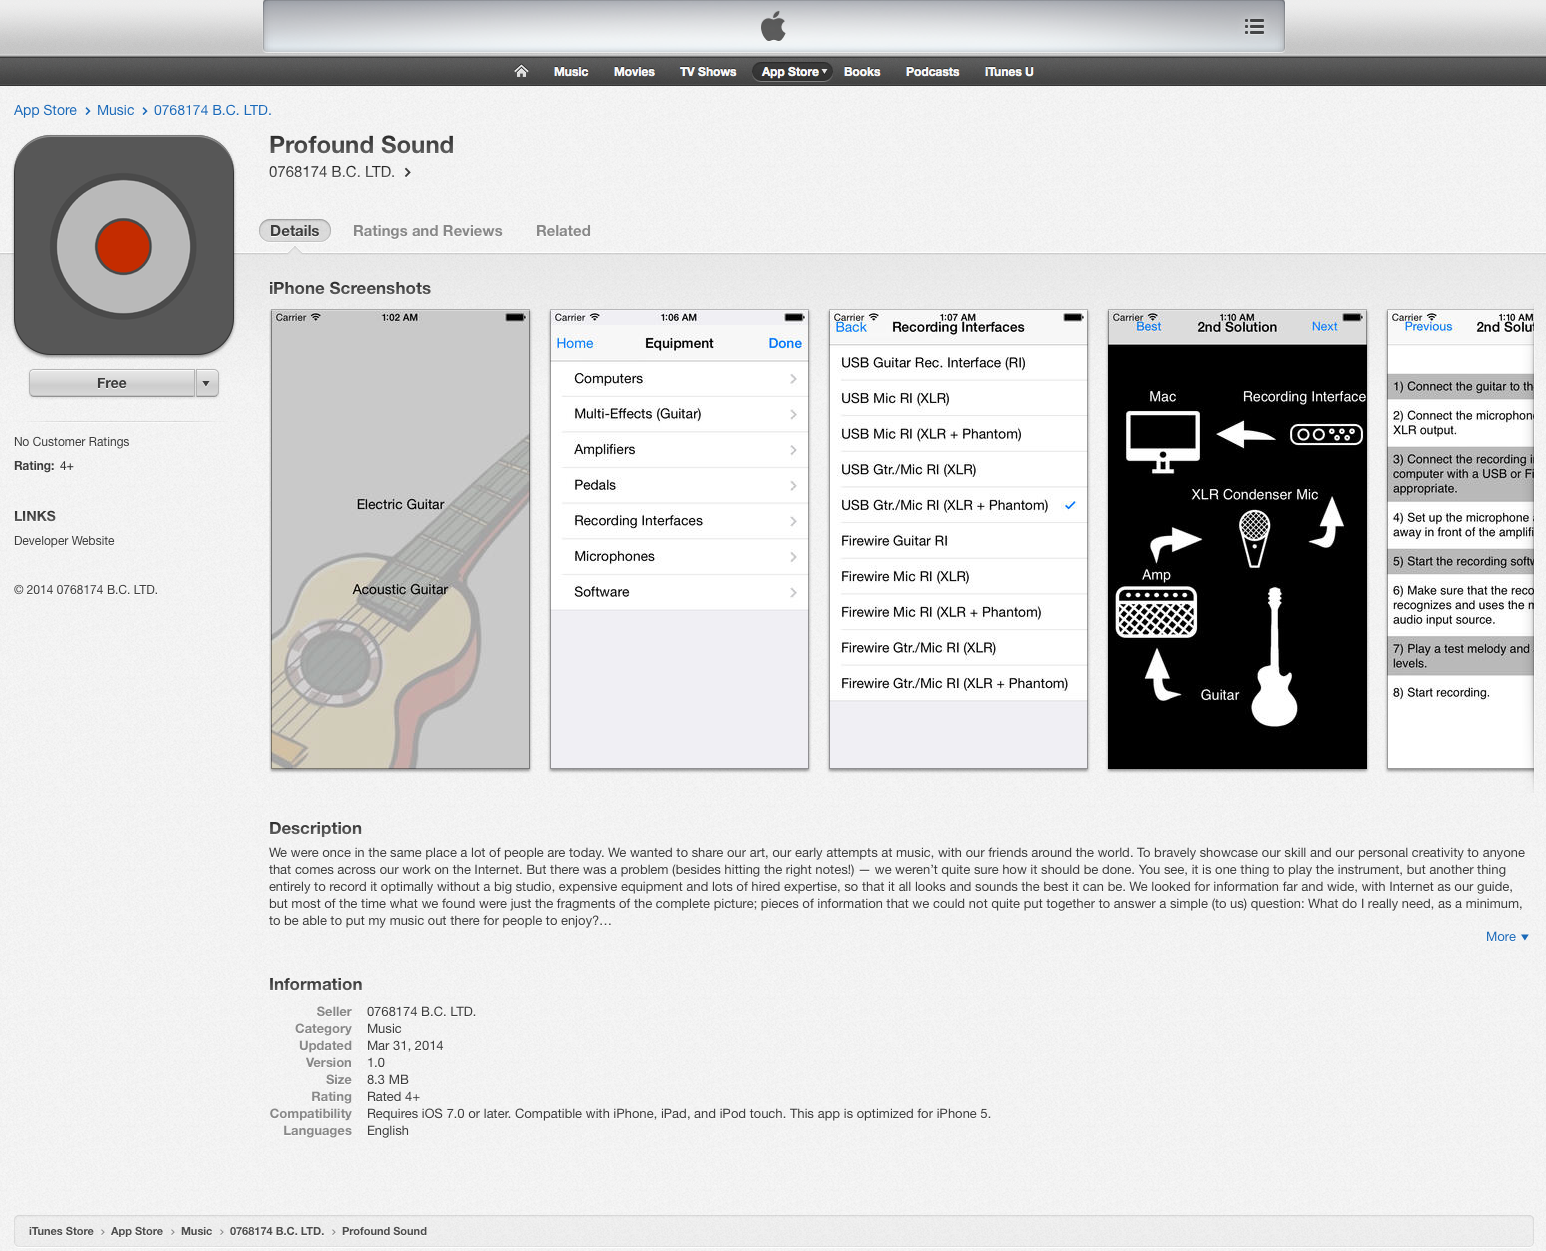 Music
Movies
TV Shows
App Store
Books
Podcasts
iTunes U
App Store > Music > 0768174 B.C. LTD.
Profound Sound
0768174 B.C. LTD. >
Details
Ratings and Reviews
Related
Free
No Customer Ratings
Rating: 4+
LINKS
Developer Website
© 2014 0768174 B.C. LTD.
iPhone Screenshots
Carrier 1:02 AM
Electric Guitar
Acoustic Guitar
Carrier 1:06 AM
Home Equipment Done
Computers
Multi-Effects (Guitar)
Amplifiers
Pedals
Recording Interfaces
Microphones
Software
Carrier 1:07 AM
Back Recording Interfaces
USB Guitar Rec. Interface (RI)
USB Mic RI (XLR)
USB Mic RI (XLR + Phantom)
USB Gtr./Mic RI (XLR)
USB Gtr./Mic RI (XLR + Phantom)
Firewire Guitar RI
Firewire Mic RI (XLR)
Firewire Mic RI (XLR + Phantom)
Firewire Gtr./Mic RI (XLR)
Firewire Gtr./Mic RI (XLR + Phantom)
Carrier 1:10 AM
Best 2nd Solution Next
Mac Recording Interface
XLR Condenser Mic
Amp
Guitar
Carrier 1:10 AM
Previous 2nd Solut
1) Connect the guitar to th
2) Connect the microphon
XLR output.
3) Connect the recording i
computer with a USB or Fi
appropriate.
4) Set up the microphone
away in front of the amplifi
5) Start the recording softw
6) Make sure that the reco
recognizes and uses the m
audio input source.
7) Play a test melody and
levels.
8) Start recording.
Description
We were once in the same place a lot of people are today. We wanted to share our art, our early attempts at music, with our friends around the world. To bravely showcase our skill and our personal creativity to anyone
that comes across our work on the Internet. But there was a problem (besides hitting the right notes!) — we weren't quite sure how it should be done. You see, it is one thing to play the instrument, but another thing
entirely to record it optimally without a big studio, expensive equipment and lots of hired expertise, so that it all looks and sounds the best it can be. We looked for information far and wide, with Internet as our guide,
but most of the time what we found were just the fragments of the complete picture; pieces of information that we could not quite put together to answer a simple (to us) question: What do I really need, as a minimum,
to be able to put my music out there for people to enjoy?…
More
Information
Seller 0768174 B.C. LTD.
Category Music
Updated Mar 31, 2014
Version 1.0
Size 8.3 MB
Rating Rated 4+
Compatibility Requires iOS 7.0 or later. Compatible with iPhone, iPad, and iPod touch. This app is optimized for iPhone 5.
Languages English
iTunes Store > App Store > Music > 0768174 B.C. LTD. > Profound Sound